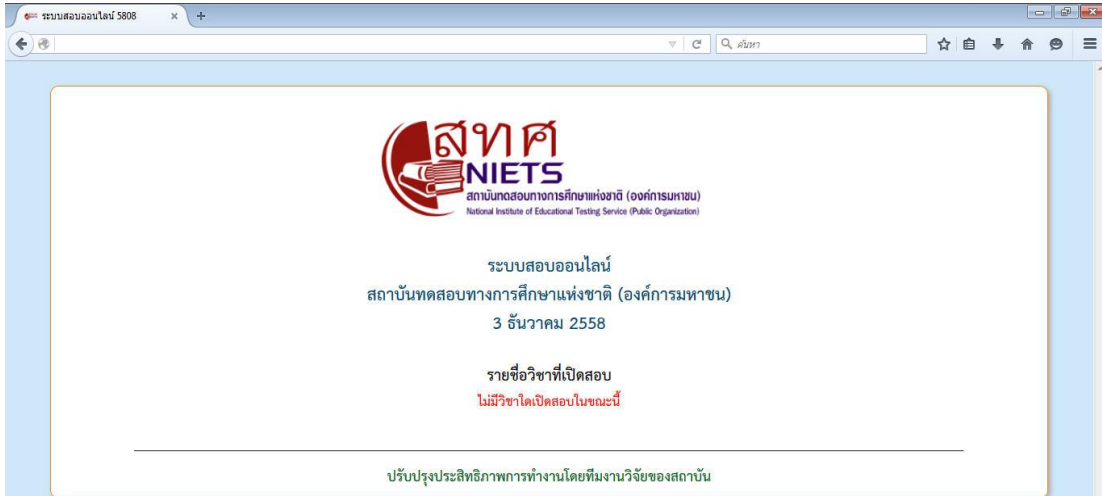 ระบบสอบออนไลน์ 5808
ค้นหา
สทศ
NIETS
สถาบันทดสอบทางการศึกษาแห่งชาติ (องค์การมหาชน)
National Institute of Educational Testing Service (Public Organization)
ระบบสอบออนไลน์
สถาบันทดสอบทางการศึกษาแห่งชาติ (องค์การมหาชน)
3 ธันวาคม 2558
รายชื่อวิชาที่เปิดสอบ
ไม่มีวิชาใดเปิดสอบในขณะนี้
ปรับปรุงประสิทธิภาพการทำงานโดยทีมงานวิจัยของสถาบัน